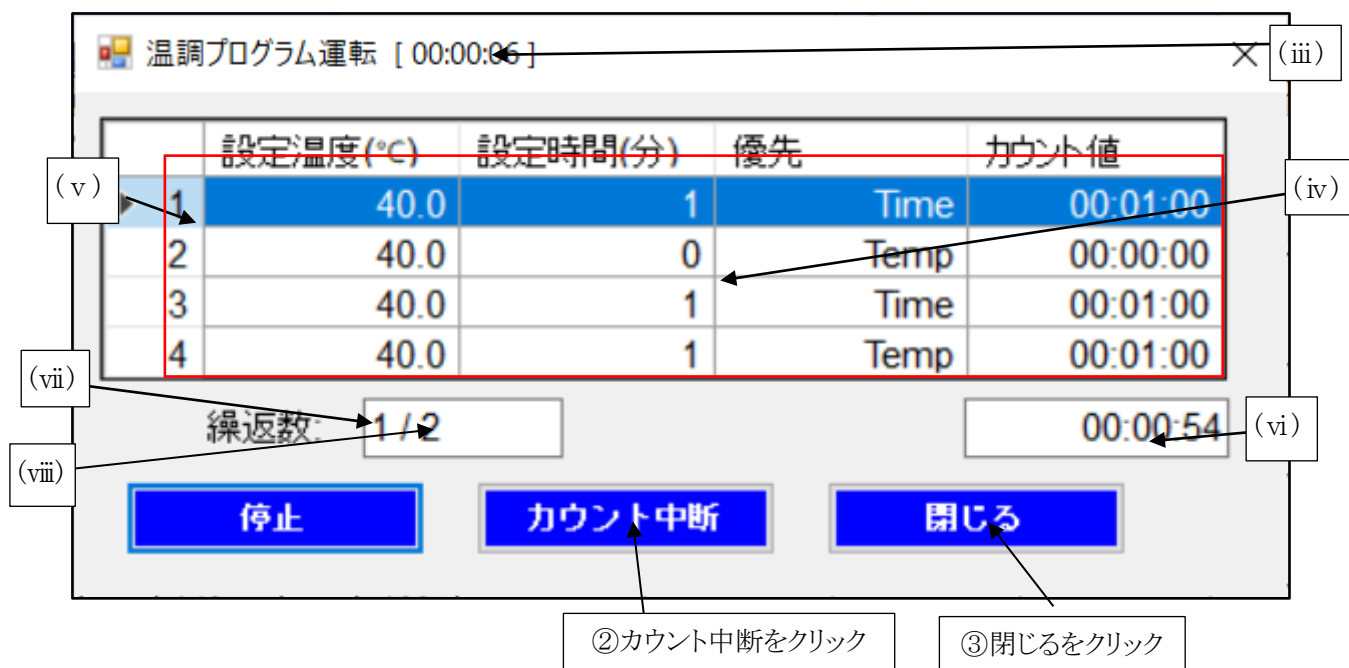 温調プログラム運転 [ 00:00:06 ]
(ⅲ)
設定温度(℃) 設定時間(分) 優先 カウント値
(ⅴ)
1 40.0 1 Time 00:01:00
(ⅳ)
2 40.0 0 Temp 00:00:00
3 40.0 1 Time 00:01:00
4 40.0 1 Temp 00:01:00
(ⅶ)
繰返数: 1 / 2 00:00:54
(ⅵ)
(ⅷ)
停止 カウント中断 閉じる
②カウント中断をクリック ③閉じるをクリック